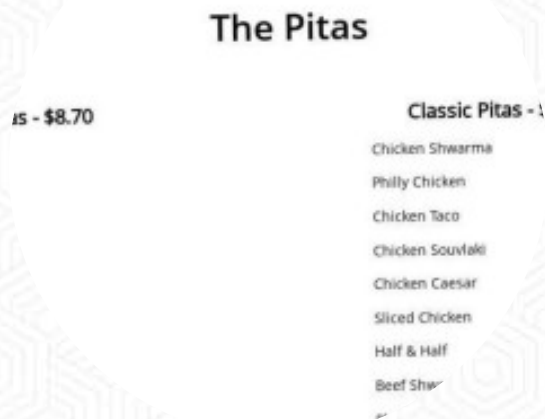 The Pitas
- $8.70
Classic Pitas -
Chicken Shwarma
Philly Chicken
Chicken Taco
Chicken Souvlaki
Chicken Caesar
Sliced Chicken
Half & Half
Beef